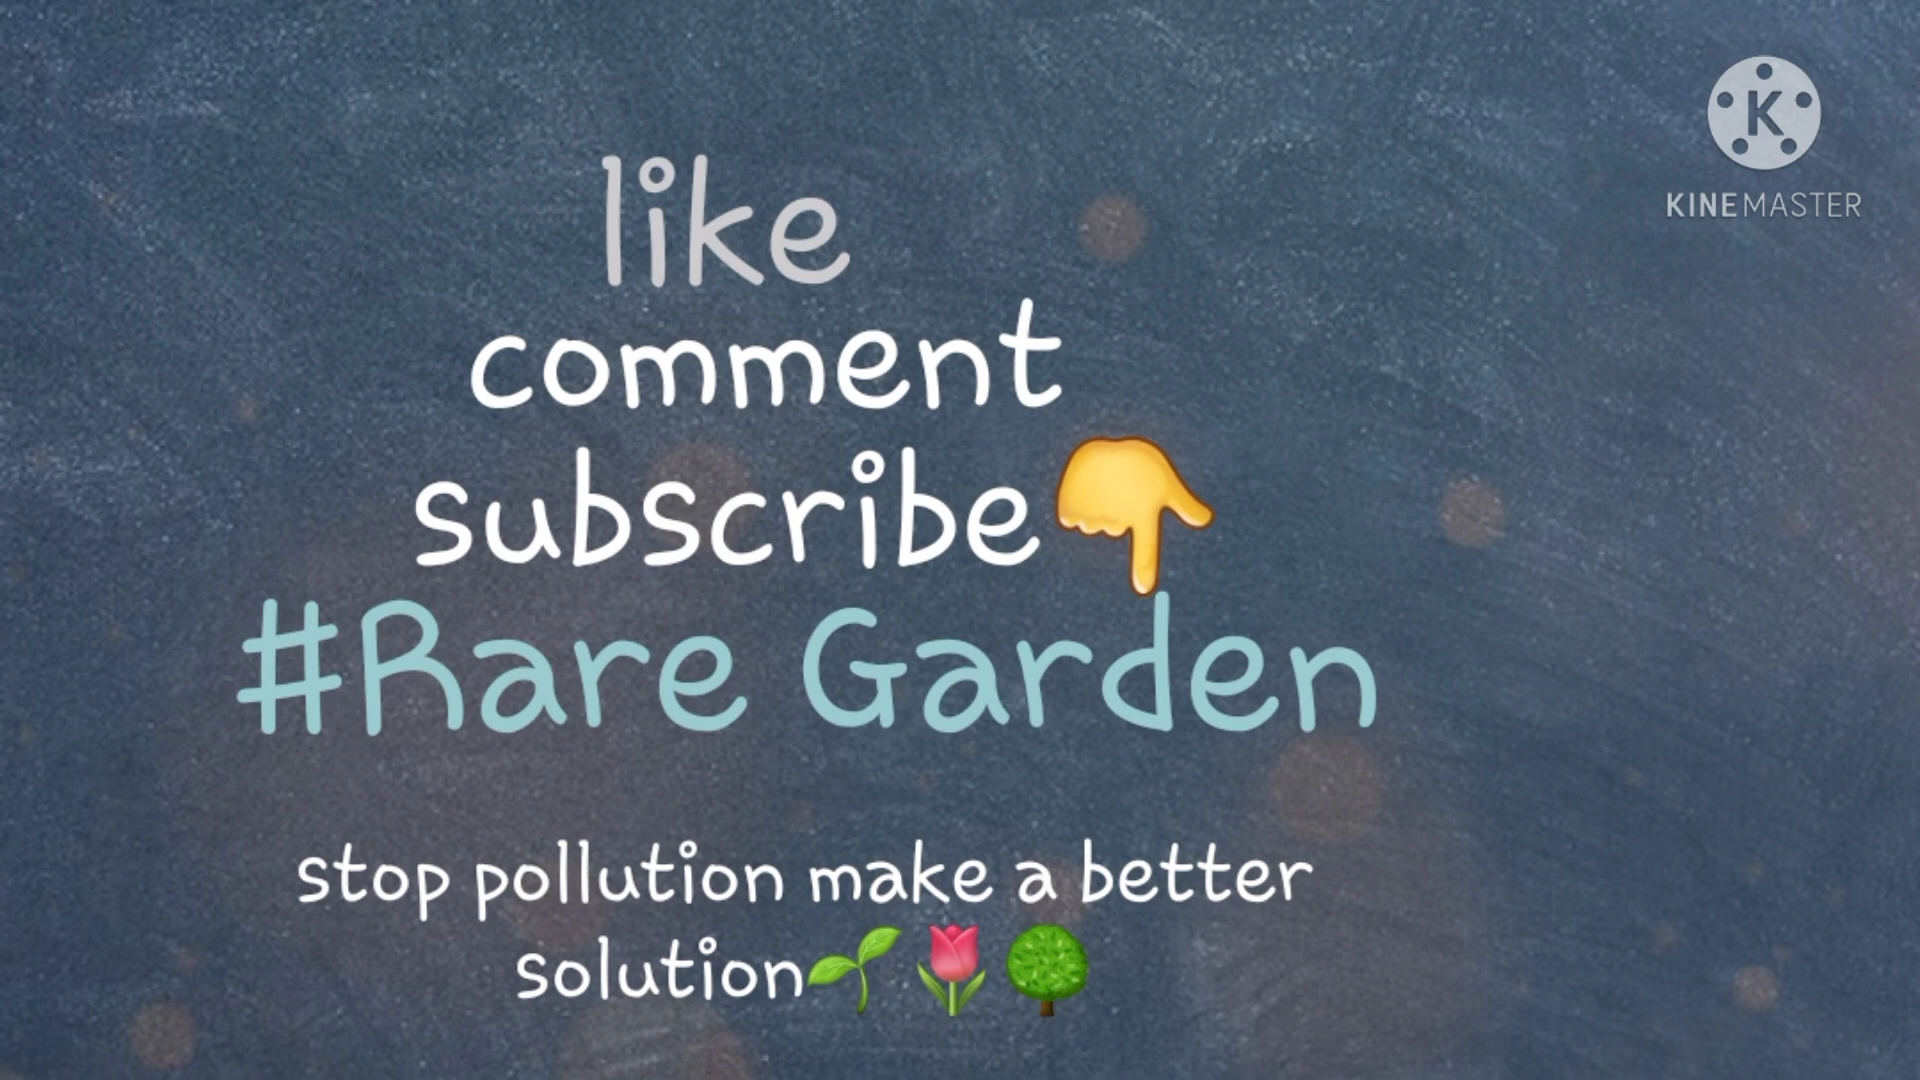 K
KINEMASTER
like
comment
subscribe👇
#Rare Garden
stop pollution make a better
solution🌱🌷🌳